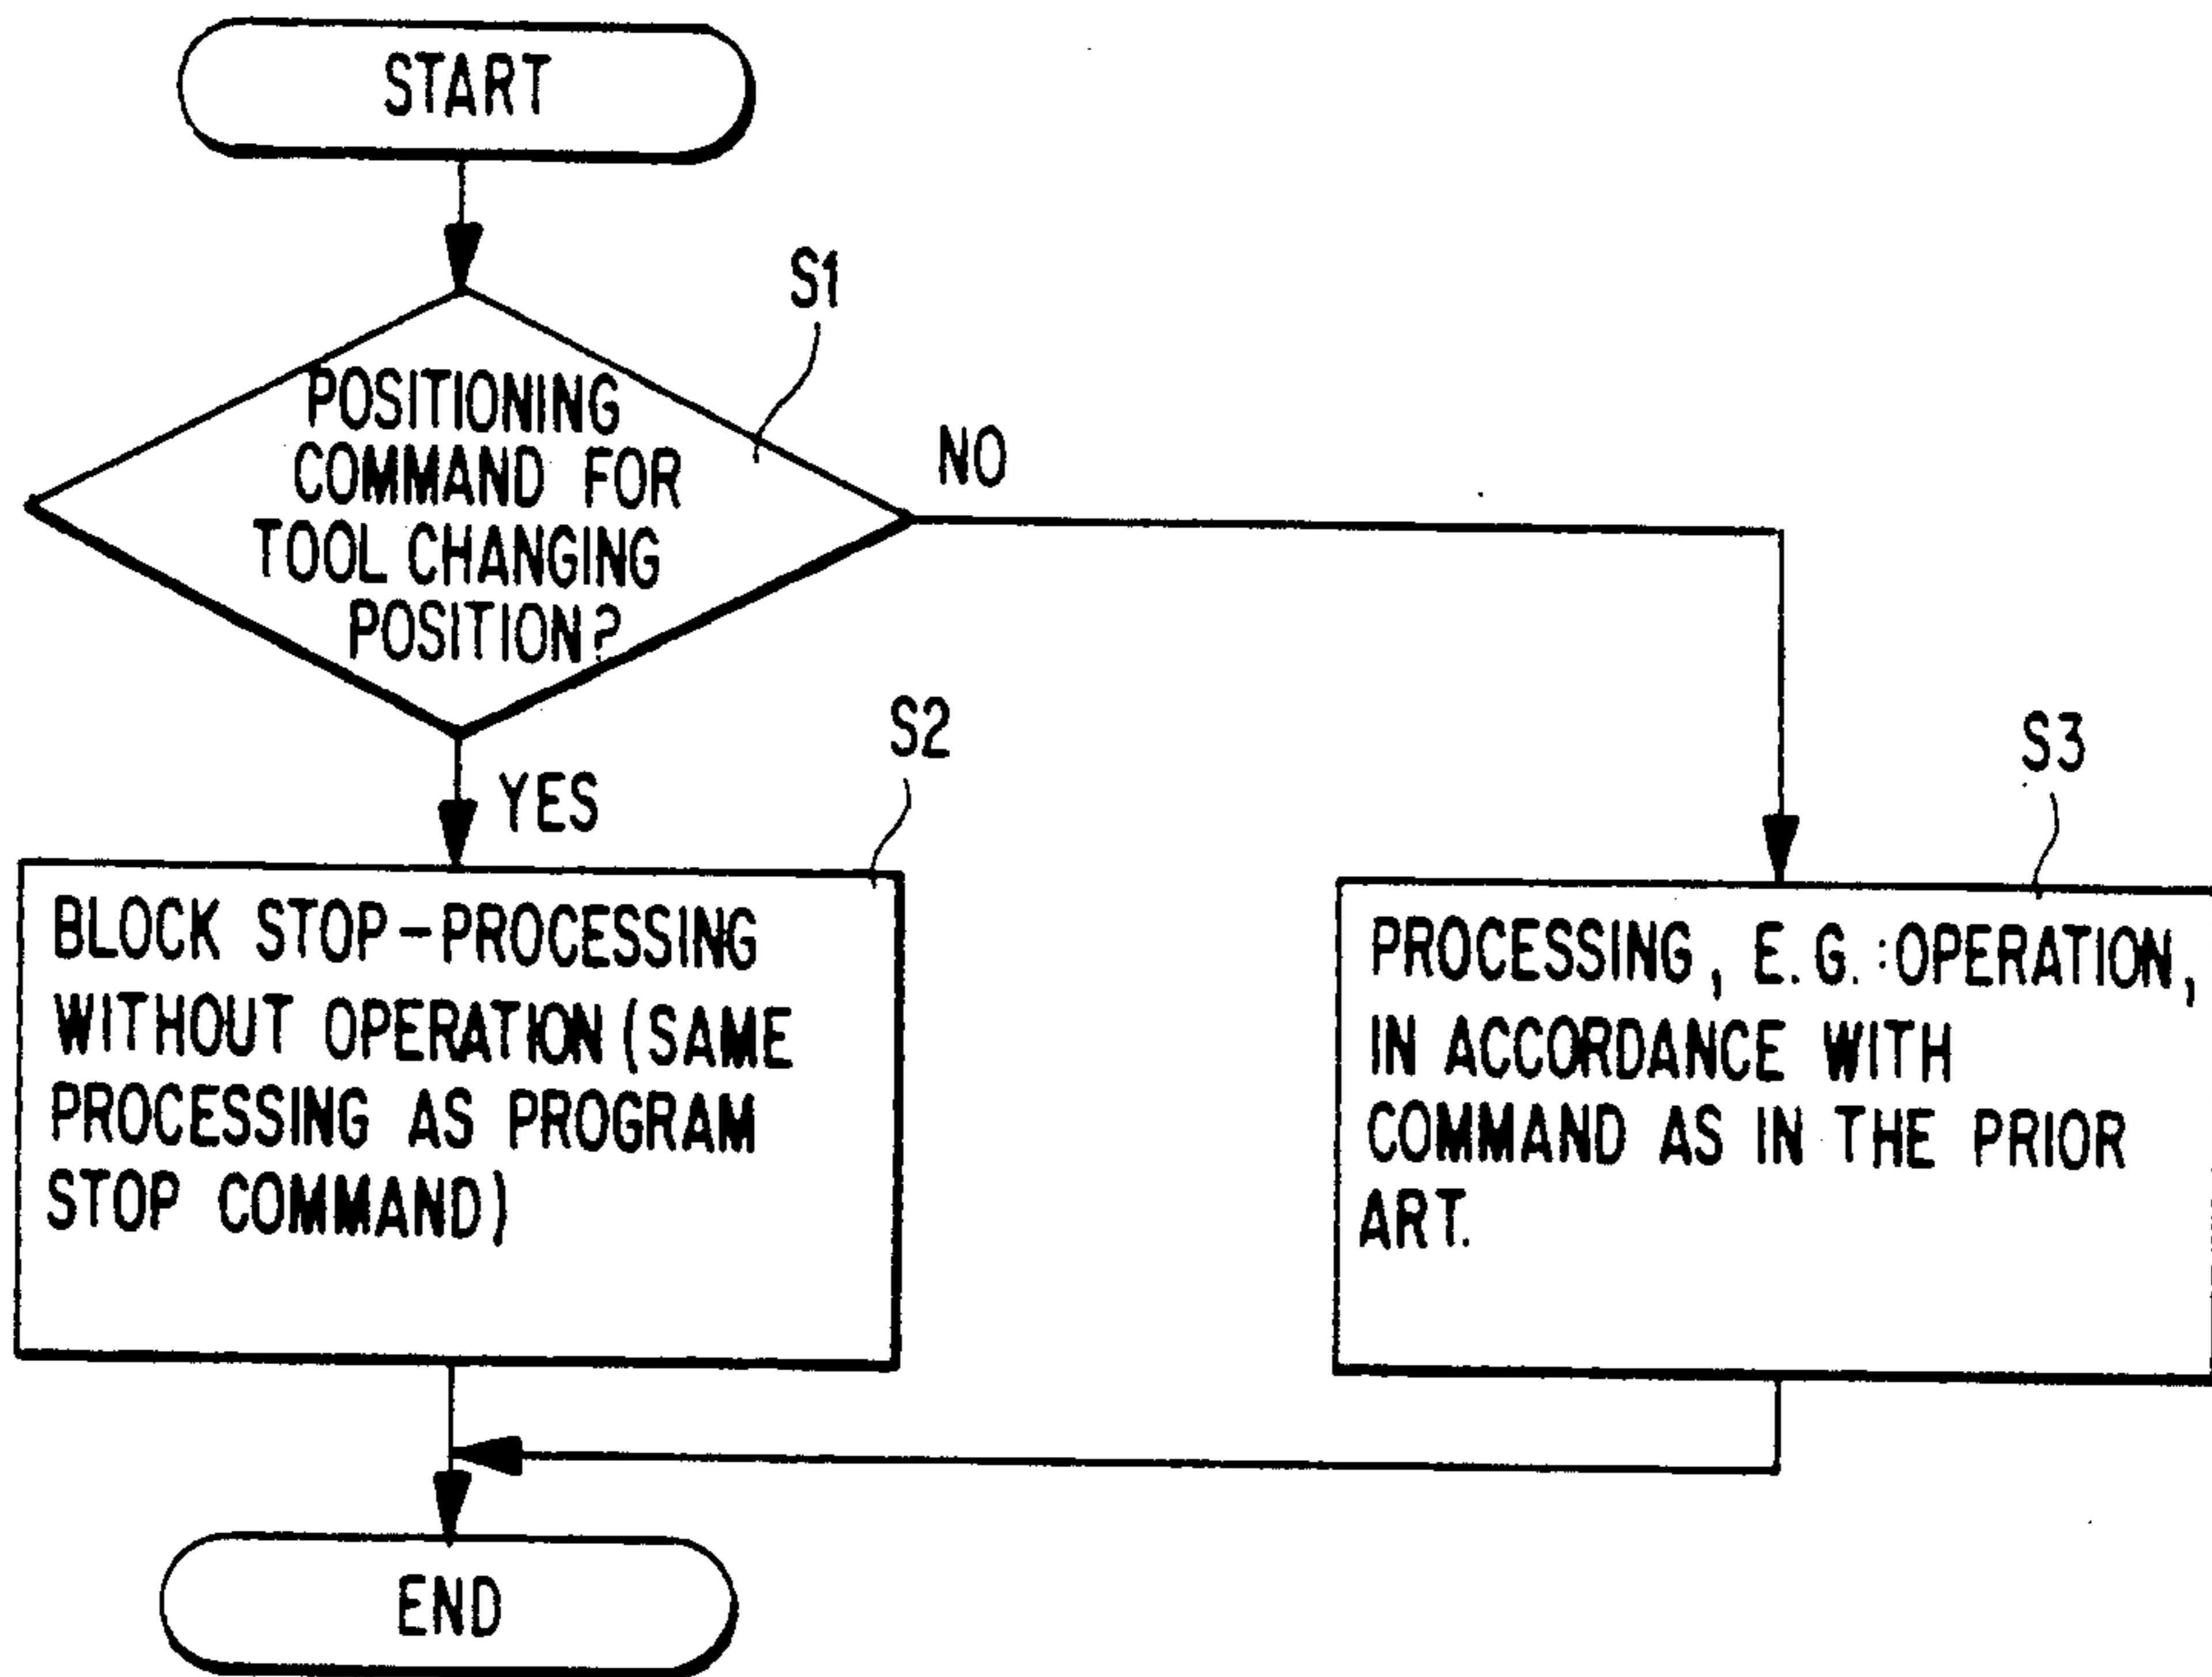 START
S1
POSITIONING
COMMAND FOR
TOOL CHANGING
POSITION?
NO
YES
S2
BLOCK STOP-PROCESSING
WITHOUT OPERATION (SAME
PROCESSING AS PROGRAM
STOP COMMAND)
S3
PROCESSING, E.G.:OPERATION,
IN ACCORDANCE WITH
COMMAND AS IN THE PRIOR
ART.
END